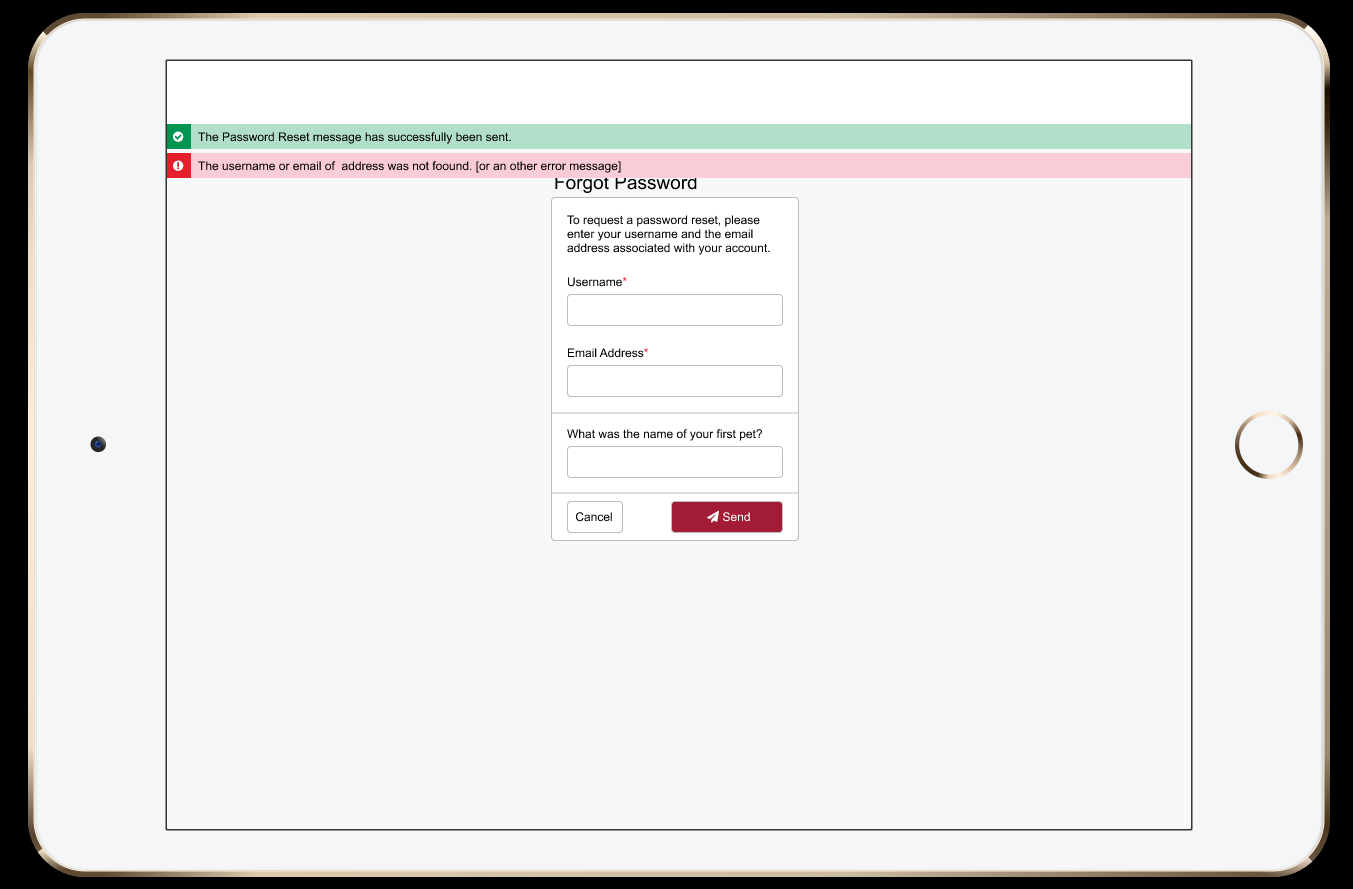 The Password Reset message has successfully been sent.
The username or email of  address was not foound. [or an other error message]
Forgot Password
To request a password reset, please
enter your username and the email
address associated with your account.
Username*
Email Address*
What was the name of your first pet?
Cancel
Send